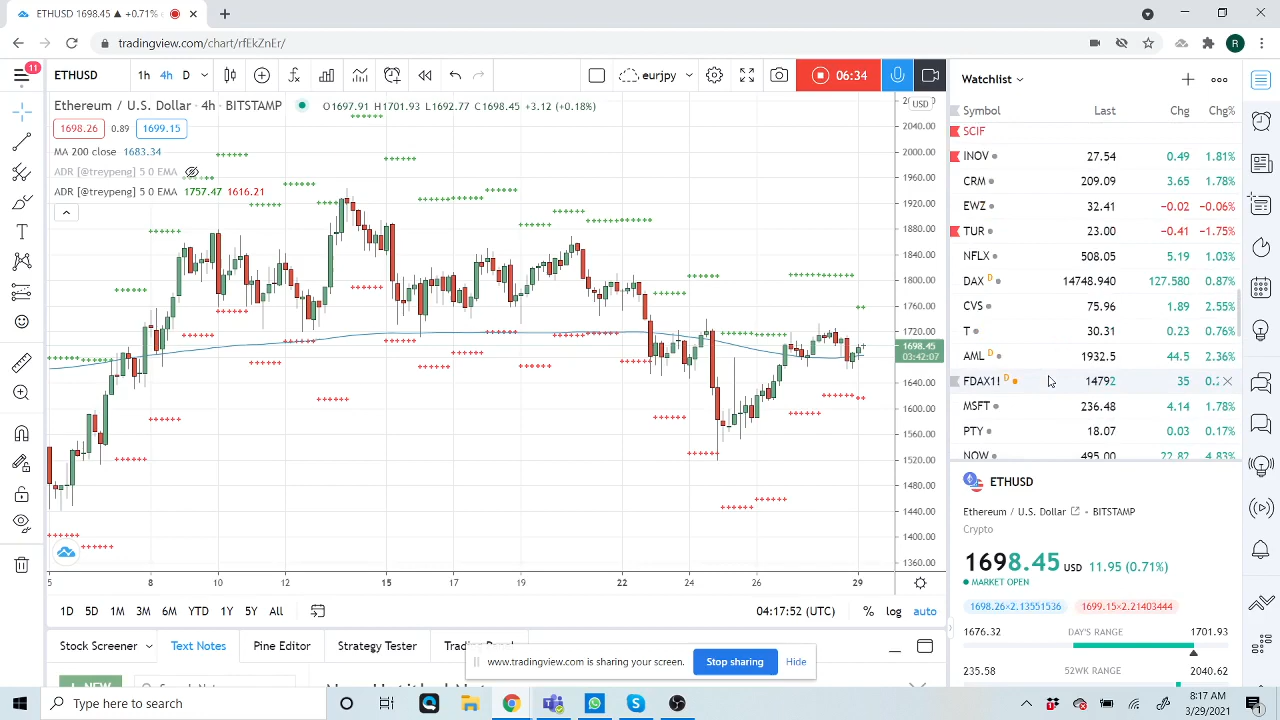 ETHUSD 1698.45 ▲ +0.71%
tradingview.com/chart/rfEkZnEr/
R
11
ETHUSD 1h 4h D
eurjpy
06:34
Watchlist
Ethereum / U.S. Dollar • 4h • BITSTAMP O1697.91 H1701.93 L1692.77 C1698.45 +3.12 (+0.18%)
1698.26 0.89 1699.15
MA 200 close 1683.34
ADR [@treypeng] 5 0 EMA
ADR [@treypeng] 5 0 EMA 1757.47 1616.21
USD
2040.00
2000.00
1960.00
1920.00
1880.00
1840.00
1800.00
1760.00
1720.00
1698.45
03:42:07
1640.00
1600.00
1560.00
1520.00
1480.00
1440.00
1400.00
1360.00
5 8 10 12 15 17 19 22 24 26 29
1D 5D 1M 3M 6M YTD 1Y 5Y All
04:17:52 (UTC) % log auto
Symbol Last Chg Chg%
SCIF
INOV 27.54 0.49 1.81%
CRM 209.09 3.65 1.78%
EWZ 32.41 −0.02 −0.06%
TUR 23.00 −0.41 −1.75%
NFLX 508.05 5.19 1.03%
DAX D 14748.940 127.580 0.87%
CVS 75.96 1.89 2.55%
T 30.31 0.23 0.76%
AML D 1932.5 44.5 2.36%
FDAX1! D 14792 35
MSFT 236.48 4.14 1.78%
PTY 18.07 0.03 0.17%
NOW 495.00 22.82 4.83%
ETHUSD
Ethereum / U.S. Dollar • BITSTAMP
Crypto
1698.45 USD 11.95 (0.71%)
MARKET OPEN
1698.26×2.13551536 1699.15×2.21403444
1676.32 DAY'S RANGE 1701.93
235.58 52WK RANGE 2040.62
Stock Screener Text Notes Pine Editor Strategy Tester
www.tradingview.com is sharing your screen. Stop sharing Hide
Type here to search
8:17 AM
3/29/2021